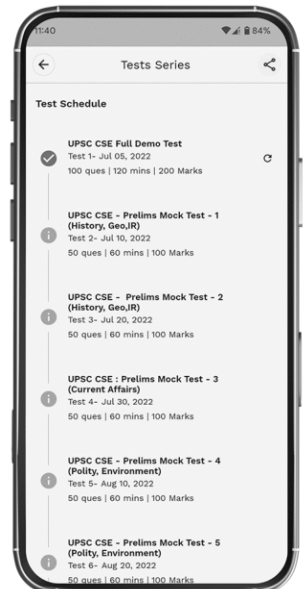 11:40
84%
Tests Series
Test Schedule
UPSC CSE Full Demo Test
Test 1- Jul 05, 2022
100 ques | 120 mins | 200 Marks
UPSC CSE - Prelims Mock Test - 1
(History, Geo,IR)
Test 2- Jul 10, 2022
50 ques | 60 mins | 100 Marks
UPSC CSE - Prelims Mock Test - 2
(History, Geo,IR)
Test 3- Jul 20, 2022
50 ques | 60 mins | 100 Marks
UPSC CSE : Prelims Mock Test - 3
(Current Affairs)
Test 4- Jul 30, 2022
50 ques | 60 mins | 100 Marks
UPSC CSE - Prelims Mock Test - 4
(Polity, Environment)
Test 5- Aug 10, 2022
50 ques | 60 mins | 100 Marks
UPSC CSE - Prelims Mock Test - 5
(Polity, Environment)
Test 6- Aug 20, 2022
50 ques | 60 mins | 100 Marks